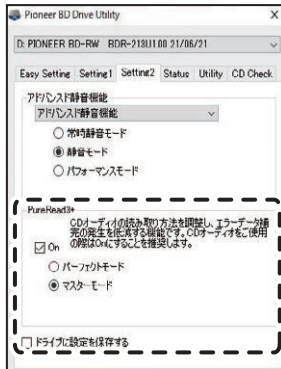 Pioneer BD Drive Utility
D: PIONEER BD-RW BDR-213U1.00 21/06/21
Easy Setting Setting1 Setting2 Status Utility CD Check
アドバンスド静音機能
アドバンスド静音機能
常時静音モード
静音モード
パフォーマンスモード
PureRead3+
CDオーディオの読み取り方法を調整し、エラーデータ補
完の発生を低減する機能です。CDオーディオをご使用
の際はOnにすることを推奨します。
On
パーフェクトモード
マスターモード
ドライブに設定を保存する